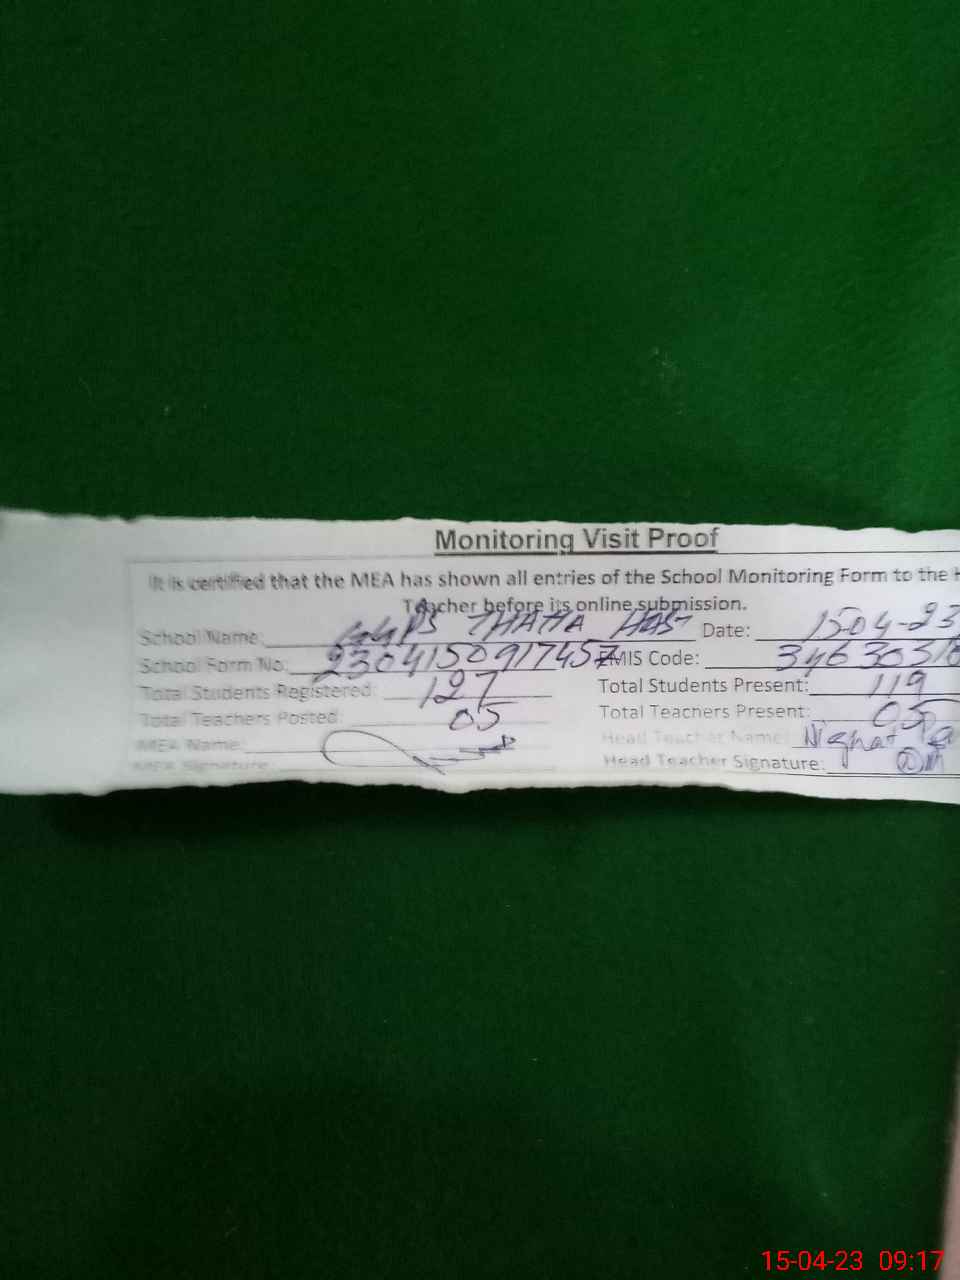 Monitoring Visit Proof
It is certified that the MEA has shown all entries of the School Monitoring Form to the H
Teacher before its online submission.
School Name: GGPS THATTA Date: 15-04-23
School Form No: 230415091745 EMIS Code: 3463051
Total Students Registered: 127 Total Students Present: 119
Total Teachers Posted: 05 Total Teachers Present: 05
MEA Name: Head Teacher Name: Nighat
MEA Signature Head Teacher Signature:
15-04-23 09:17